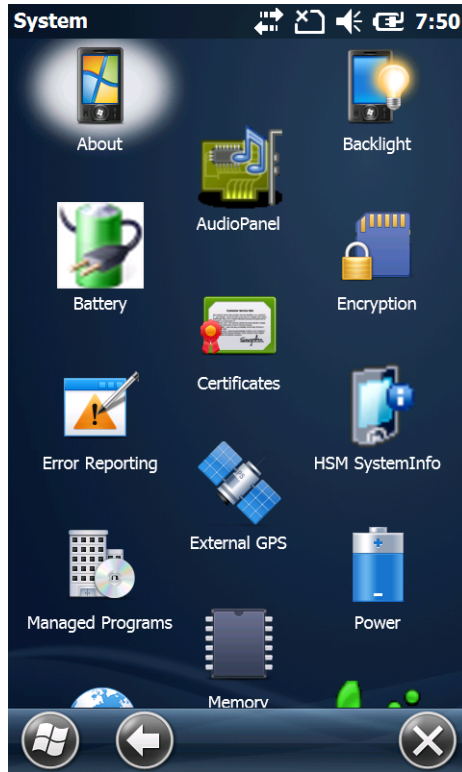 System 7:50
About
Backlight
AudioPanel
Battery
Encryption
Certificates
Error Reporting
HSM SystemInfo
External GPS
Managed Programs
Power
Memory